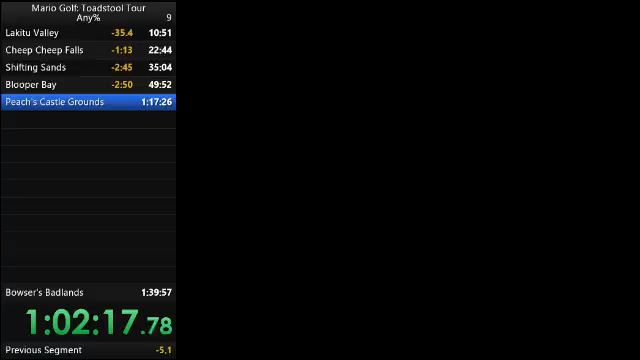 Mario Golf: Toadstool Tour
Any% 9
Lakitu Valley -35.4 10:51
Cheep Cheep Falls -1:13 22:44
Shifting Sands -2:45 35:04
Blooper Bay -2:50 49:52
Peach's Castle Grounds 1:17:26
Bowser's Badlands 1:39:57
1:02:17.78
Previous Segment -5,1